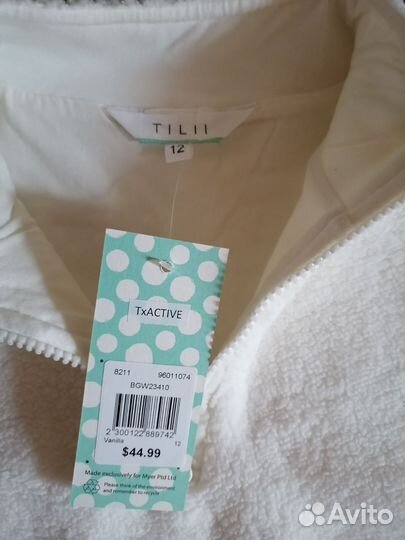 TILII
12
TxACTIVE
8211 96011074
BGW23410
2 300122 889742
Vanilla 12
$44.99
Made exclusively for Myer Ptd Ltd
Please think of the environment
and remember to recycle
Avito